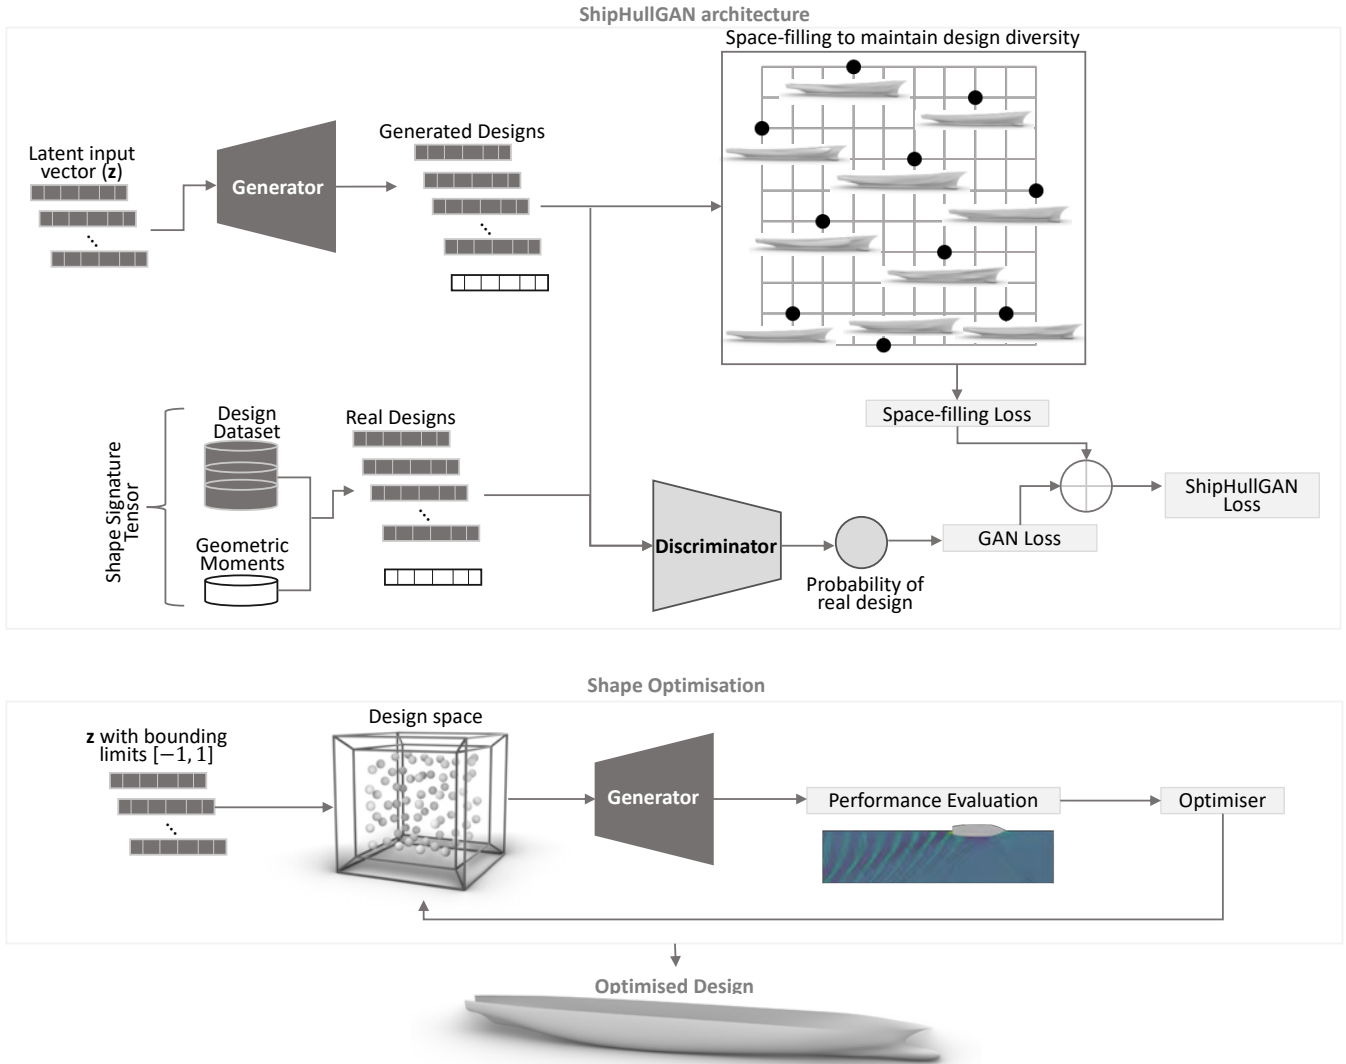 ShipHullGAN architecture
Space-filling to maintain design diversity
Generated Designs
Latent input
vector (z)
Generator
Design
Dataset
Real Designs
Shape Signature
Tensor
Geometric
Moments
Space-filling Loss
ShipHullGAN
Loss
Discriminator
GAN Loss
Probability of
real design
Shape Optimisation
z with bounding
limits [−1, 1]
Design space
Generator
Performance Evaluation
Optimiser
Optimised Design